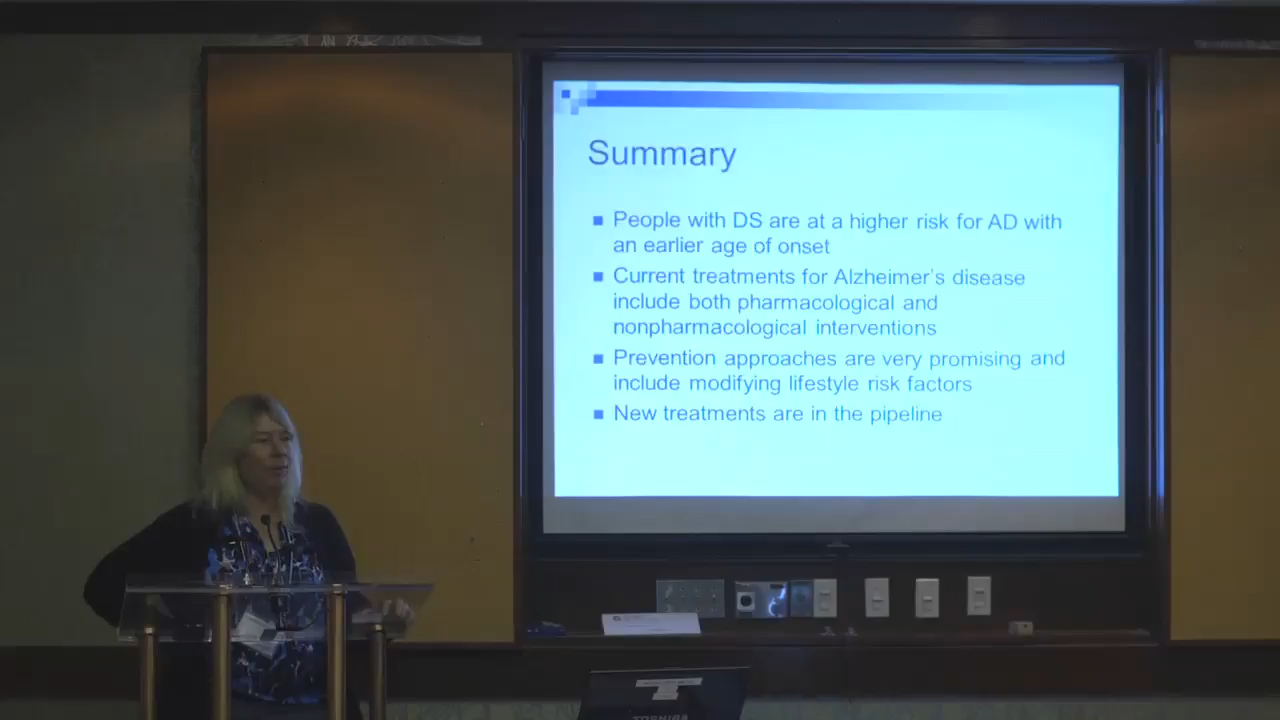 Summary
People with DS are at a higher risk for AD with
an earlier age of onset
Current treatments for Alzheimer's disease
include both pharmacological and
nonpharmacological interventions
Prevention approaches are very promising and
include modifying lifestyle risk factors
New treatments are in the pipeline
TOSHIBA